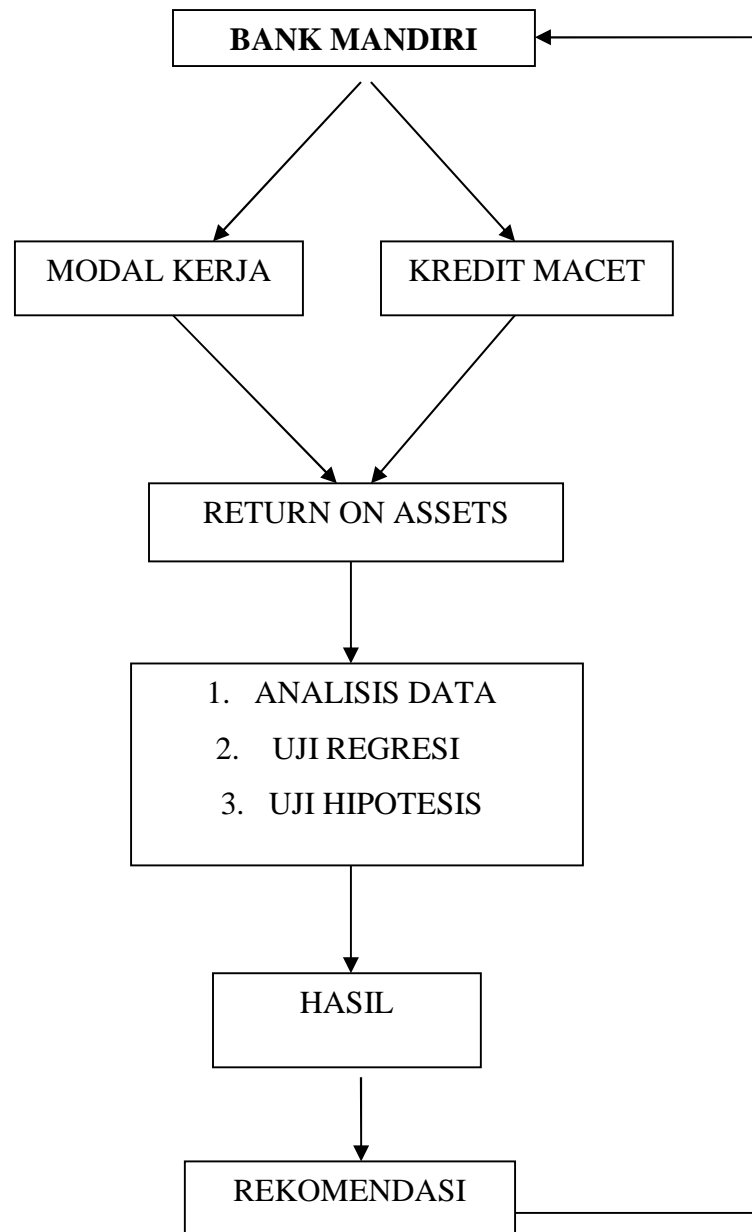 BANK MANDIRI
MODAL KERJA
KREDIT MACET
RETURN ON ASSETS
1. ANALISIS DATA
2. UJI REGRESI
3. UJI HIPOTESIS
HASIL
REKOMENDASI